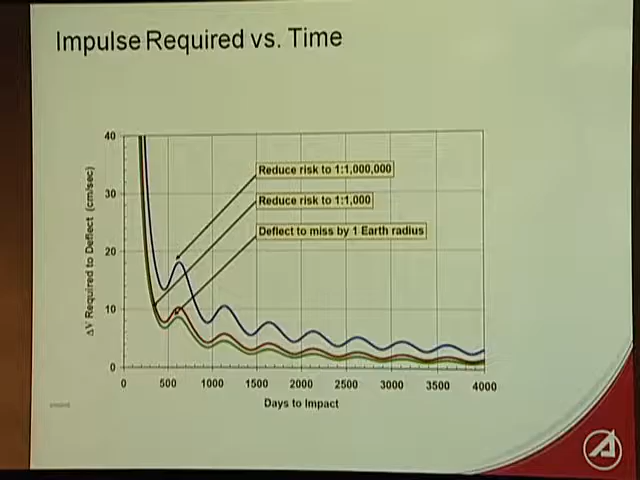 Impulse Required vs. Time
ΔV Required to Deflect (cm/sec)
40
30
20
10
0
Reduce risk to 1:1,000,000
Reduce risk to 1:1,000
Deflect to miss by 1 Earth radius
0 500 1000 1500 2000 2500 3000 3500 4000
Days to Impact